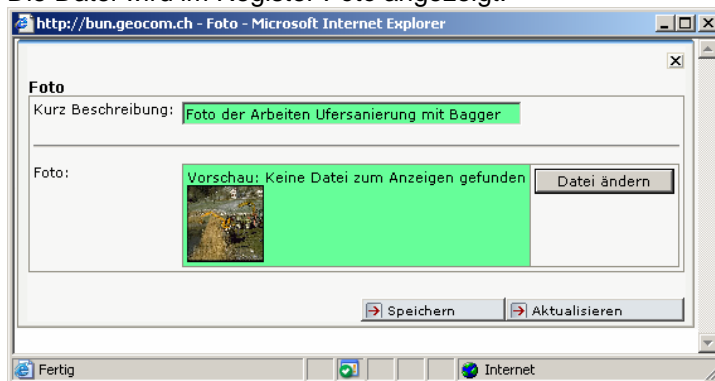 Die Datei wird im Register Foto angezeigt.
http://bun.geocom.ch - Foto - Microsoft Internet Explorer
Foto
Kurz Beschreibung: Foto der Arbeiten Ufersanierung mit Bagger
Foto: Vorschau: Keine Datei zum Anzeigen gefunden Datei ändern
Speichern Aktualisieren
Fertig Internet